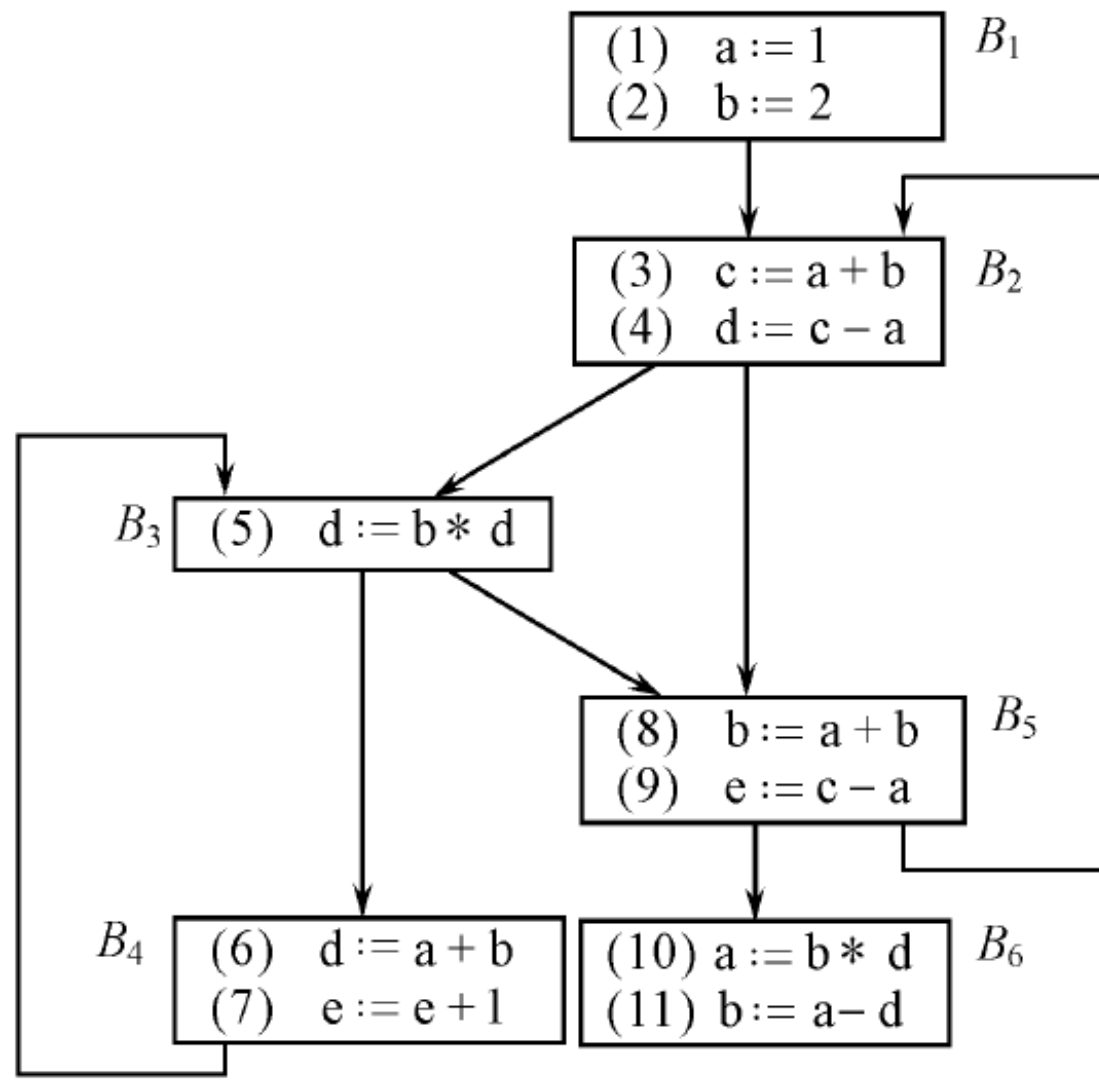 (1) a := 1
(2) b := 2
B₁
(3) c := a + b
(4) d := c − a
B₂
B₃
(5) d := b * d
(8) b := a + b
(9) e := c − a
B₅
B₄
(6) d := a + b
(7) e := e + 1
(10) a := b * d
(11) b := a − d
B₆